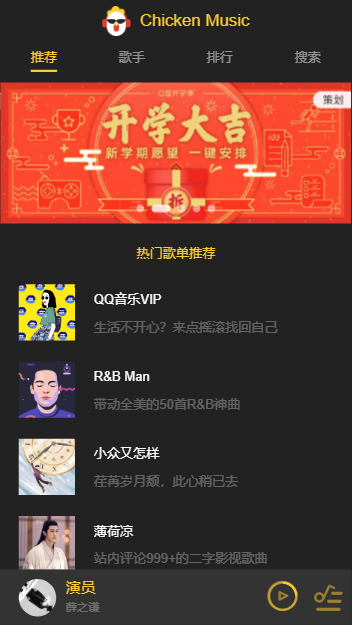 Chicken Music
推荐 歌手 排行 搜索
Q音开学季
策划
开学大吉
新学期愿望 一键安排
拆
热门歌单推荐
QQ音乐VIP
生活不开心？来点摇滚找回自己
R&B Man
带动全美的50首R&B神曲
小众又怎样
荏苒岁月颓，此心稍已去
薄荷凉
站内评论999+的二字影视歌曲
演员
薛之谦